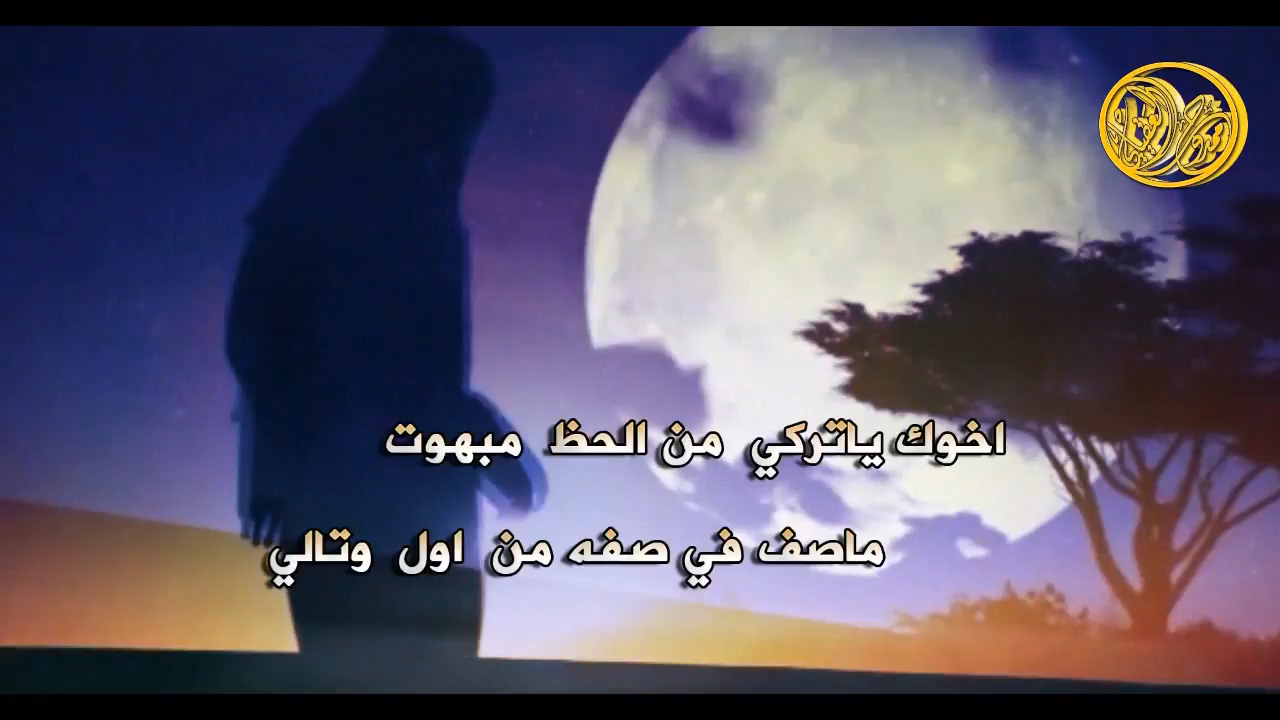 اخوك ياتركي من الحظ مبهوت
ماصف في صفه من اول وتالي